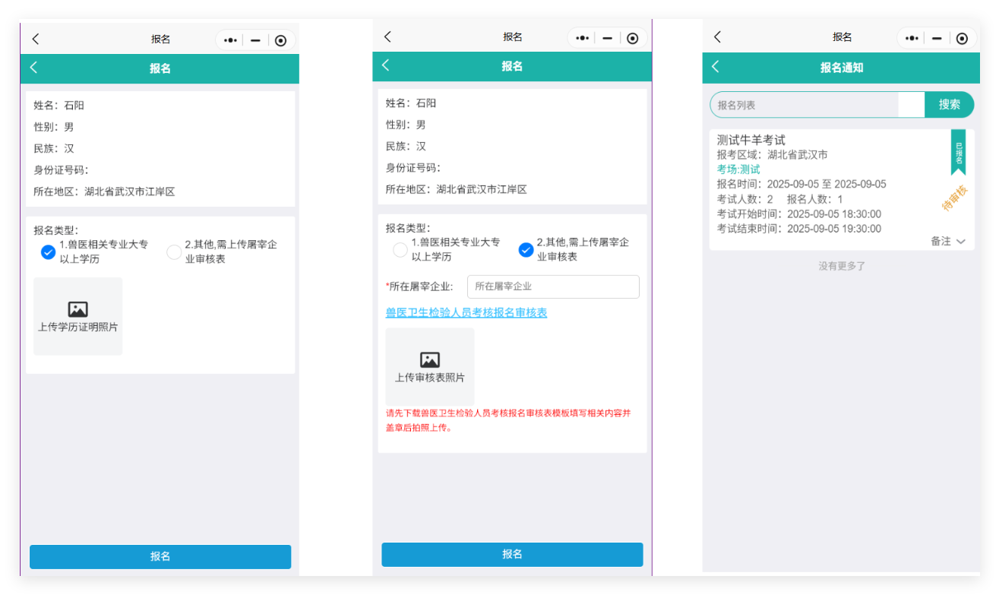 报名
报名
姓名：石阳
性别：男
民族：汉
身份证号码：
所在地区：湖北省武汉市江岸区
报名类型：
1.兽医相关专业大专
以上学历
2.其他,需上传屠宰企
业审核表
上传学历证明照片
报名
报名
报名
姓名：石阳
性别：男
民族：汉
身份证号码：
所在地区：湖北省武汉市江岸区
报名类型：
1.兽医相关专业大专
以上学历
2.其他,需上传屠宰企
业审核表
*所在屠宰企业:
所在屠宰企业
兽医卫生检验人员考核报名审核表
上传审核表照片
请先下载兽医卫生检验人员考核报名审核表模板填写相关内容并
盖章后拍照上传。
报名
报名
报名通知
报名列表
搜索
测试牛羊考试
已报名
报考区域：湖北省武汉市
考场:测试
报名时间：2025-09-05 至 2025-09-05
考试人数：2 报名人数：1
待审核
考试开始时间：2025-09-05 18:30:00
考试结束时间：2025-09-05 19:30:00
备注
没有更多了